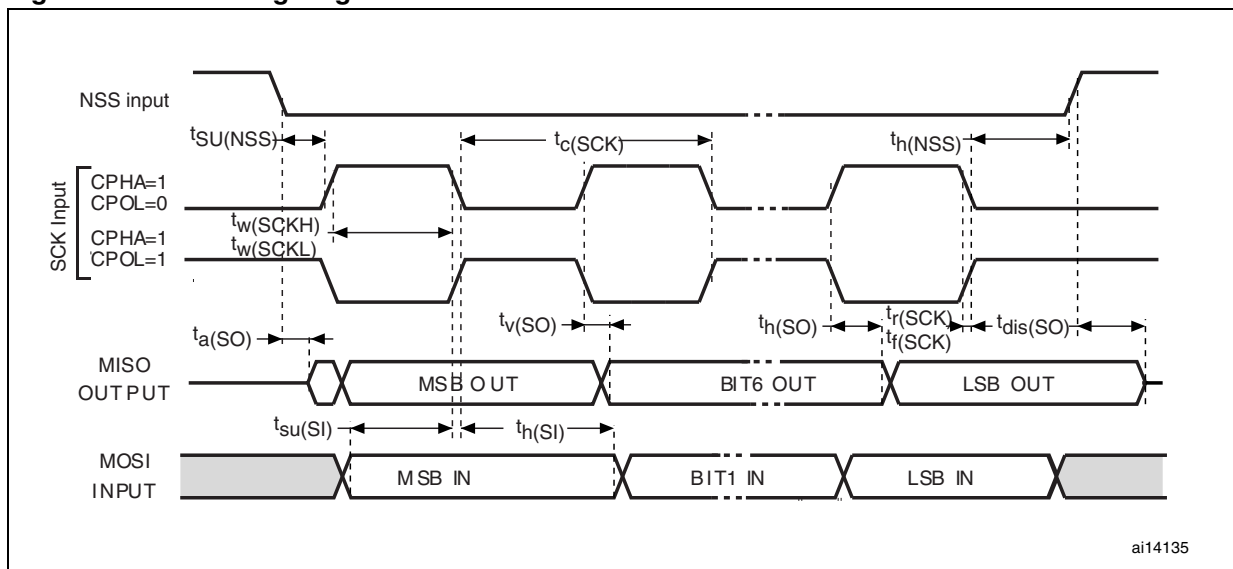 NSS input
tSU(NSS)
tc(SCK)
th(NSS)
SCK Input
CPHA=1
CPOL=0
tw(SCKH)
CPHA=1
tw(SCKL)
CPOL=1
ta(SO)
tv(SO)
th(SO)
tr(SCK)
tf(SCK)
tdis(SO)
MISO
OUTPUT
MSB OUT
BIT6 OUT
LSB OUT
tsu(SI)
th(SI)
MOSI
INPUT
MSB IN
BIT1 IN
LSB IN
ai14135